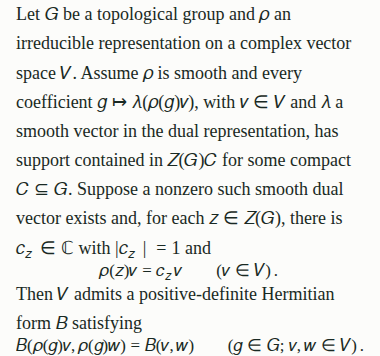 Let G be a topological group and ρ an
irreducible representation on a complex vector
space V. Assume ρ is smooth and every
coefficient g ↦ λ(ρ(g)v), with v ∈ V and λ a
smooth vector in the dual representation, has
support contained in Z(G)C for some compact
C ⊆ G. Suppose a nonzero such smooth dual
vector exists and, for each z ∈ Z(G), there is
c_z ∈ ℂ with |c_z| = 1 and
ρ(z)v = c_z v (v ∈ V).
Then V admits a positive-definite Hermitian
form B satisfying
B(ρ(g)v, ρ(g)w) = B(v, w) (g ∈ G; v, w ∈ V).